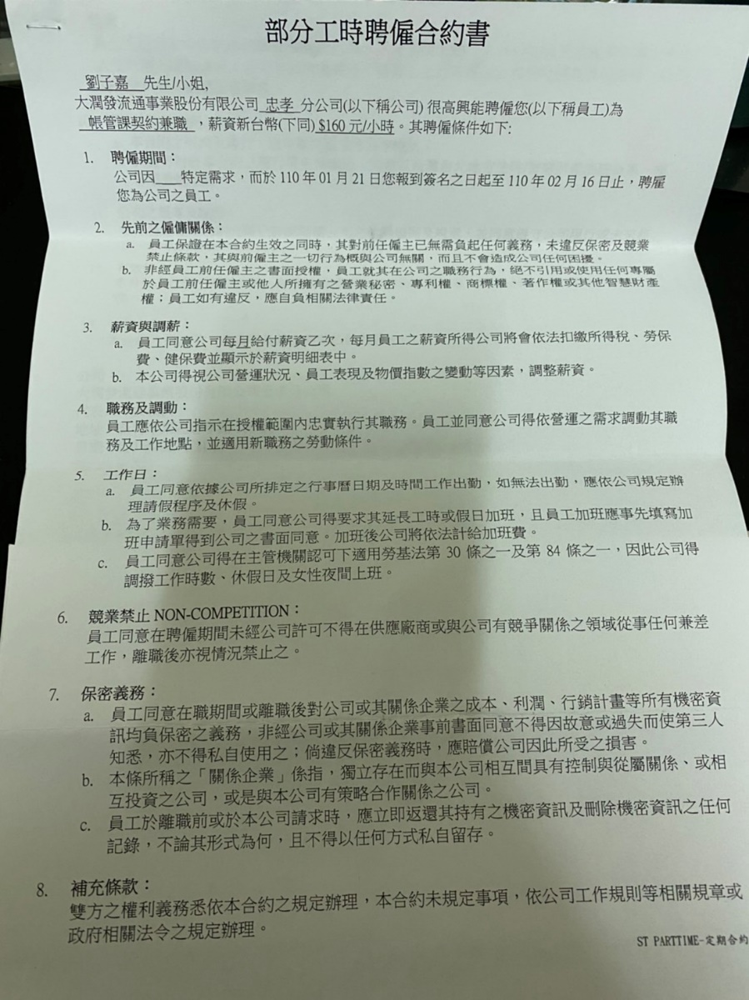 部分工時聘僱合約書
劉子嘉 先生/小姐,
大潤發流通事業股份有限公司 忠孝 分公司(以下稱公司) 很高興能聘僱您(以下稱員工)為
帳管課契約兼職 ，薪資新台幣(下同) $160 元/小時。其聘僱條件如下:
1. 聘僱期間：
公司因____特定需求，而於 110 年 01 月 21 日您報到簽名之日起至 110 年 02 月 16 日止，聘雇
您為公司之員工。
2. 先前之僱傭關係：
a. 員工保證在本合約生效之同時，其對前任僱主已無需負起任何義務，未違反保密及競業
禁止條款，其與前僱主之一切行為概與公司無關，而且不會造成公司任何困擾。
b. 非經員工前任僱主之書面授權，員工就其在公司之職務行為，絕不引用或使用任何專屬
於員工前任僱主或他人所擁有之營業秘密、專利權、商標權、著作權或其他智慧財產
權；員工如有違反，應自負相關法律責任。
3. 薪資與調薪：
a. 員工同意公司每月給付薪資乙次，每月員工之薪資所得公司將會依法扣繳所得稅、勞保
費、健保費並顯示於薪資明細表中。
b. 本公司得視公司營運狀況、員工表現及物價指數之變動等因素，調整薪資。
4. 職務及調動：
員工應依公司指示在授權範圍內忠實執行其職務。員工並同意公司得依營運之需求調動其職
務及工作地點，並適用新職務之勞動條件。
5. 工作日：
a. 員工同意依據公司所排定之行事曆日期及時間工作出勤，如無法出勤，應依公司規定辦
理請假程序及休假。
b. 為了業務需要，員工同意公司得要求其延長工時或假日加班，且員工加班應事先填寫加
班申請單得到公司之書面同意。加班後公司將依法計給加班費。
c. 員工同意公司得在主管機關認可下適用勞基法第 30 條之一及第 84 條之一，因此公司得
調撥工作時數、休假日及女性夜間上班。
6. 競業禁止 NON-COMPETITION：
員工同意在聘僱期間未經公司許可不得在供應廠商或與公司有競爭關係之領域從事任何兼差
工作，離職後亦視情況禁止之。
7. 保密義務：
a. 員工同意在職期間或離職後對公司或其關係企業之成本、利潤、行銷計畫等所有機密資
訊均負保密之義務，非經公司或其關係企業事前書面同意不得因故意或過失而使第三人
知悉，亦不得私自使用之；倘違反保密義務時，應賠償公司因此所受之損害。
b. 本條所稱之「關係企業」係指，獨立存在而與本公司相互間具有控制與從屬關係、或相
互投資之公司，或是與本公司有策略合作關係之公司。
c. 員工於離職前或於本公司請求時，應立即返還其持有之機密資訊及刪除機密資訊之任何
記錄，不論其形式為何，且不得以任何方式私自留存。
8. 補充條款：
雙方之權利義務悉依本合約之規定辦理，本合約未規定事項，依公司工作規則等相關規章或
政府相關法令之規定辦理。
ST PARTTIME-定期合約